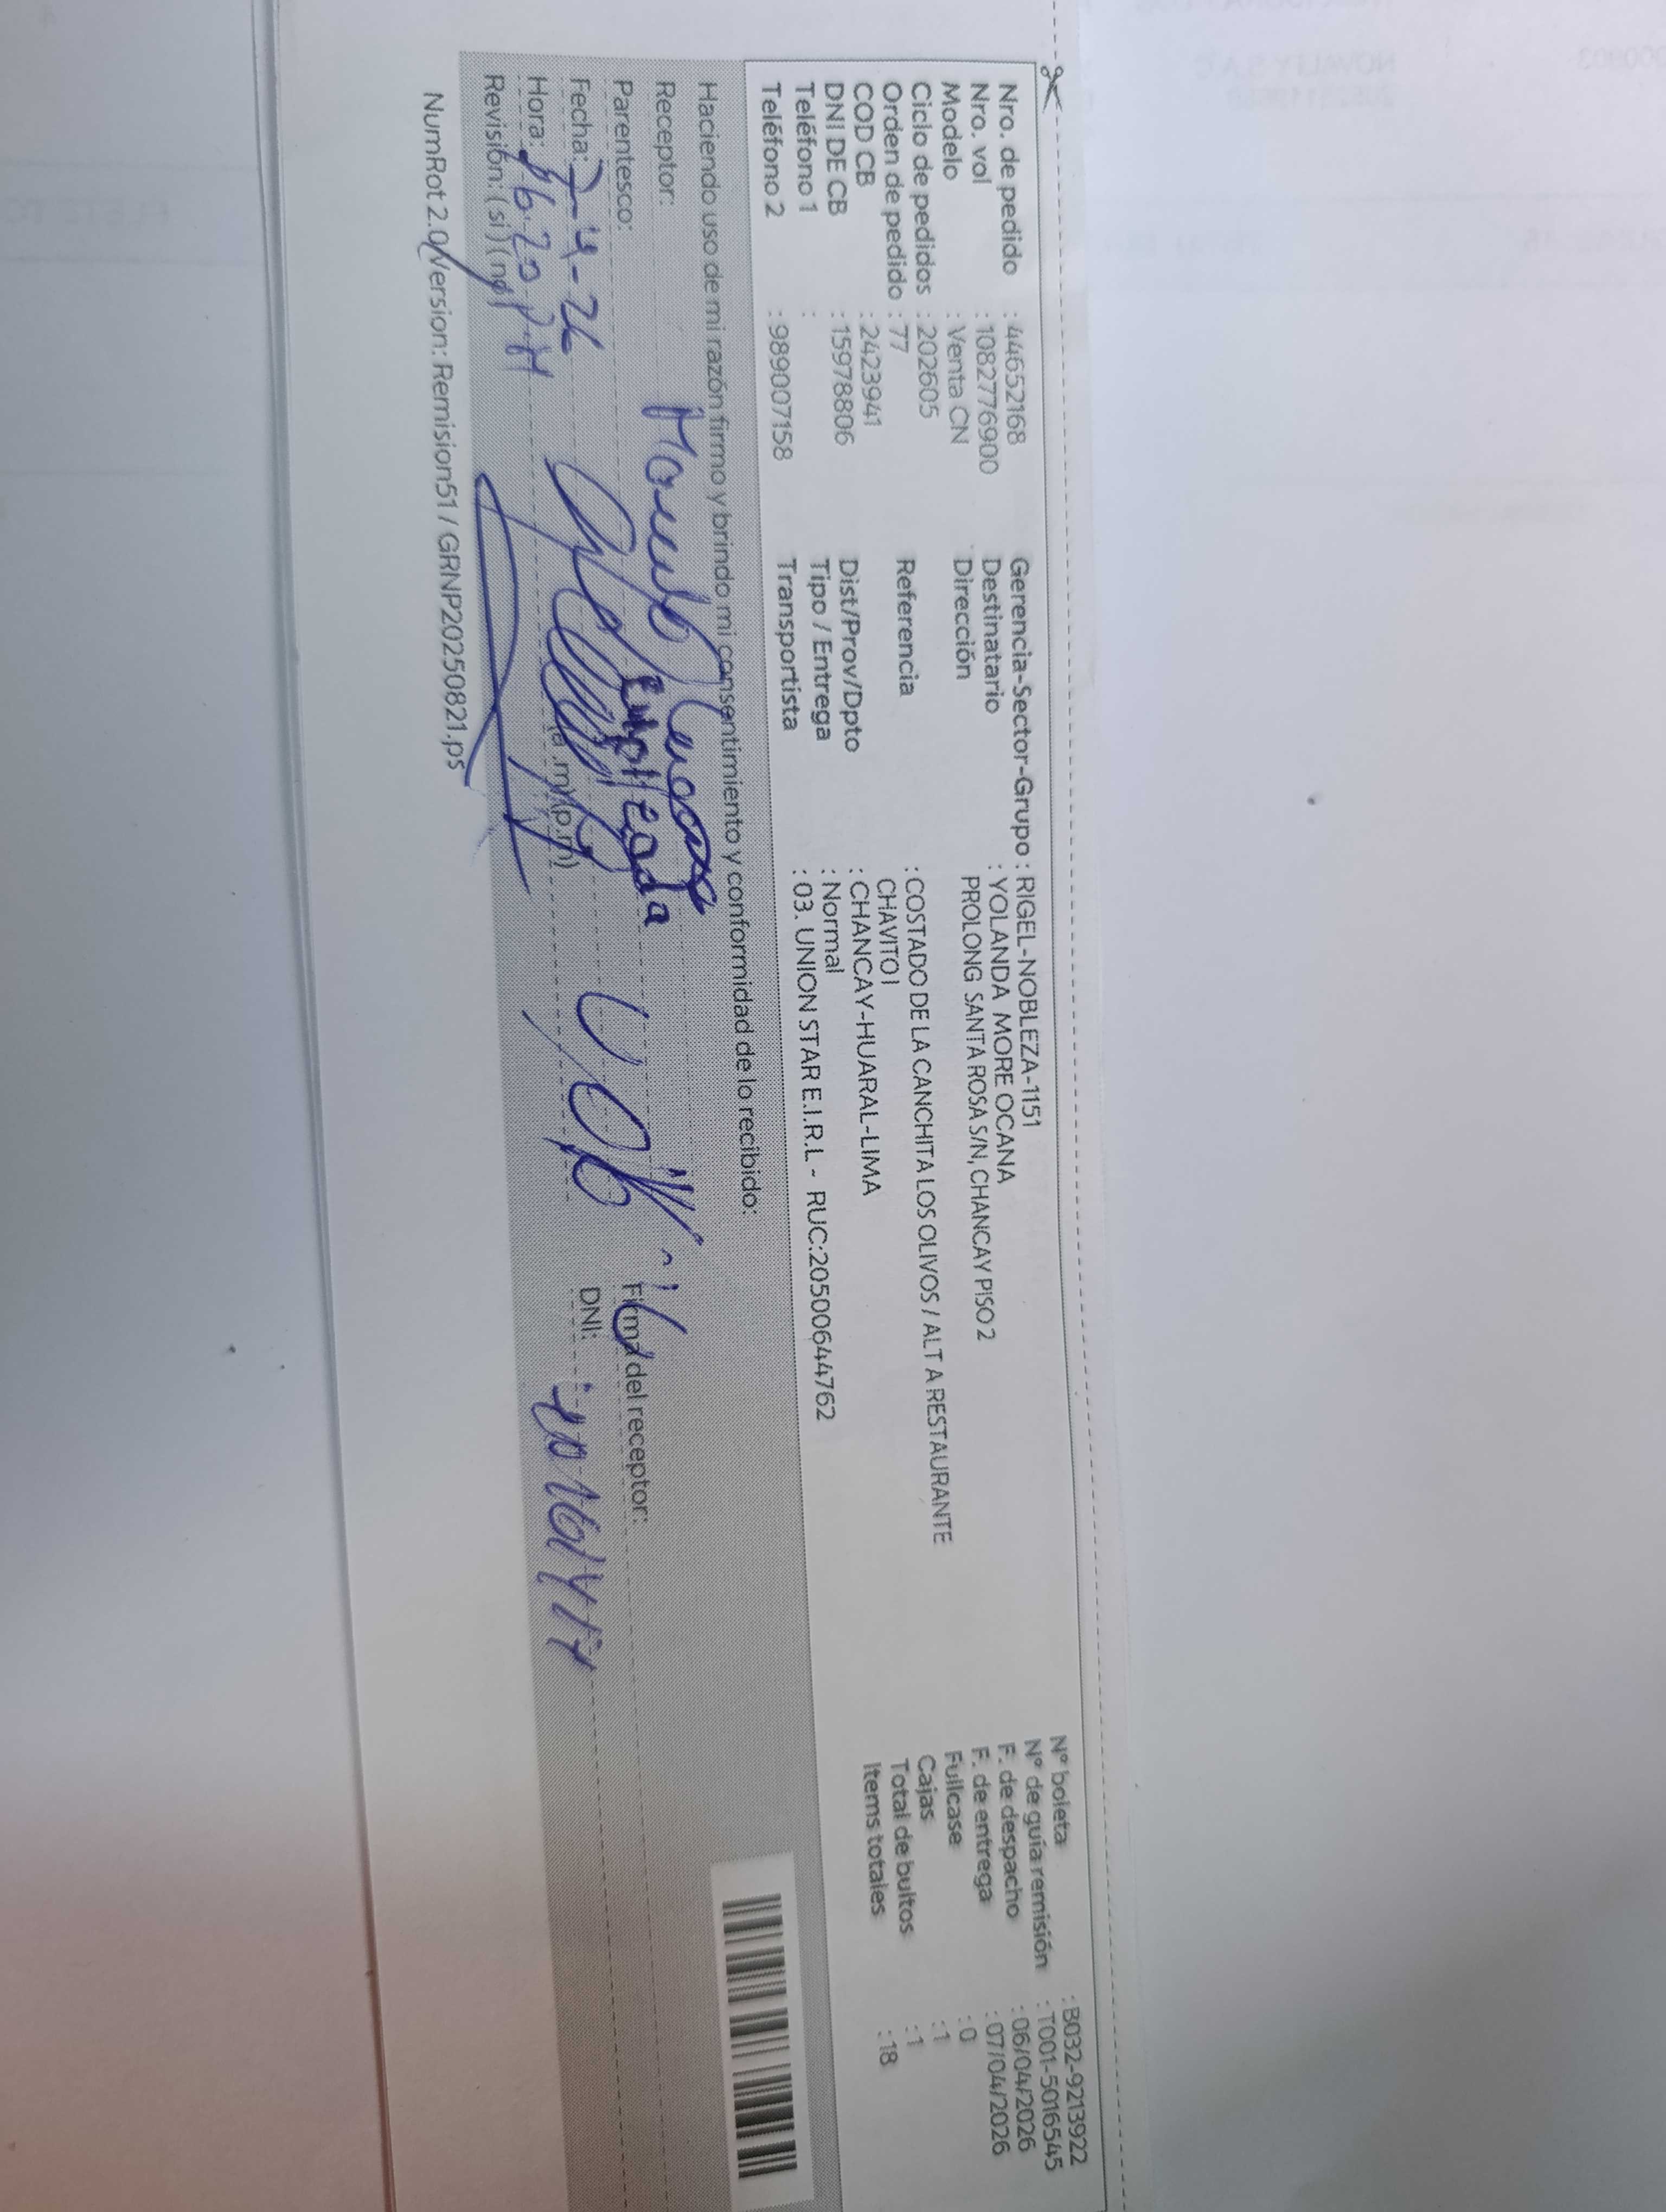 Nro. de pedido : 44652168
Nro. vol : 1082776900
Modelo : Venta CN
Ciclo de pedidos : 202605
Orden de pedido : 77
COD CB : 2423941
DNI DE CB : 15978806
Teléfono 1 :
Teléfono 2 : 989007158
Gerencia-Sector-Grupo : RIGEL-NOBLEZA-1151
Destinatario : YOLANDA MORE OCANA
Dirección : PROLONG SANTA ROSA S/N, CHANCAY PISO 2
Referencia : COSTADO DE LA CANCHITA LOS OLIVOS / ALT A RESTAURANTE
CHAVITO I
Dist/Prov/Dpto : CHANCAY-HUARAL-LIMA
Tipo / Entrega : Normal
Transportista : 03. UNION STAR E.I.R.L - RUC:20500644762
N° boleta : B032-9213922
N° de guía remisión : T001-5016545
F. de despacho : 06/04/2026
F. de entrega : 07/04/2026
Fullcase : 0
Cajas : 1
Total de bultos : 1
Items totales : 18
Haciendo uso de mi razón firmo y brindo mi consentimiento y conformidad de lo recibido:
Receptor:
Parentesco: Empleada
Firma del receptor:
Fecha: 7-4-26
DNI:
Hora: (p.m)
Revisión: (si) (no)
NumRot 2.0/Version: Remision51 / GRNP20250821.ps